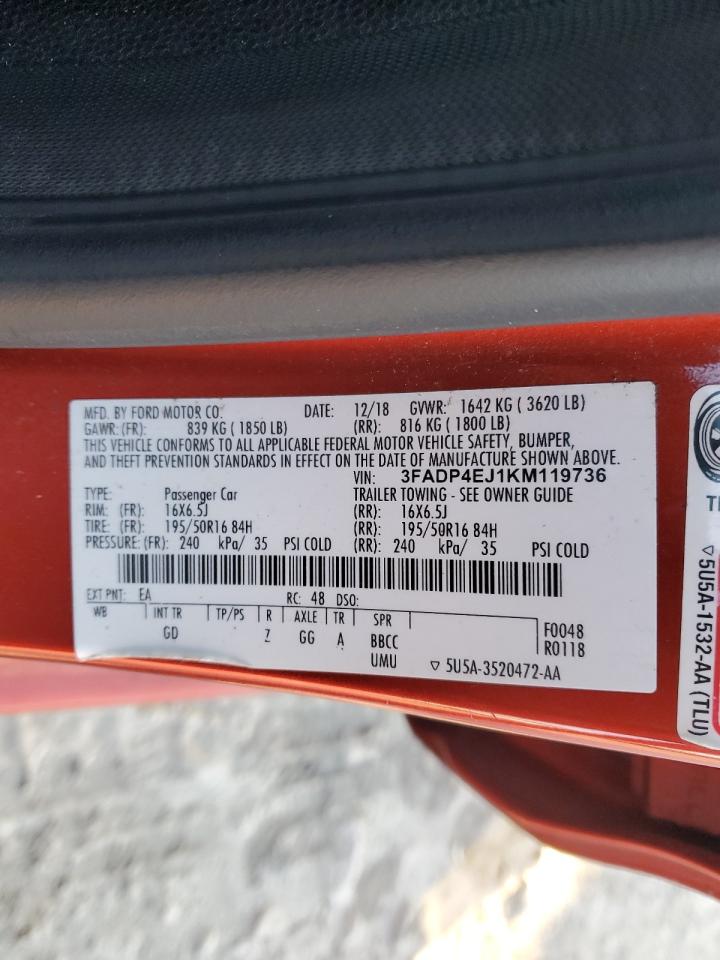 MFD. BY FORD MOTOR CO. DATE: 12/18 GVWR: 1642 KG ( 3620 LB)
GAWR: (FR): 839 KG ( 1850 LB) (RR): 816 KG ( 1800 LB)
THIS VEHICLE CONFORMS TO ALL APPLICABLE FEDERAL MOTOR VEHICLE SAFETY, BUMPER,
AND THEFT PREVENTION STANDARDS IN EFFECT ON THE DATE OF MANUFACTURE SHOWN ABOVE.
VIN: 3FADP4EJ1KM119736
TYPE: Passenger Car TRAILER TOWING - SEE OWNER GUIDE
RIM: (FR): 16X6.5J (RR): 16X6.5J
TIRE: (FR): 195/50R16 84H (RR): 195/50R16 84H
PRESSURE: (FR): 240 kPa/ 35 PSI COLD (RR): 240 kPa/ 35 PSI COLD
EXT PNT: EA RC: 48 DSO:
WB INT TR TP/PS R AXLE TR SPR
GD Z GG A BBCC
UMU
F0048
R0118
▽ 5U5A-3520472-AA
▽5U5A-1532-AA (TLU)